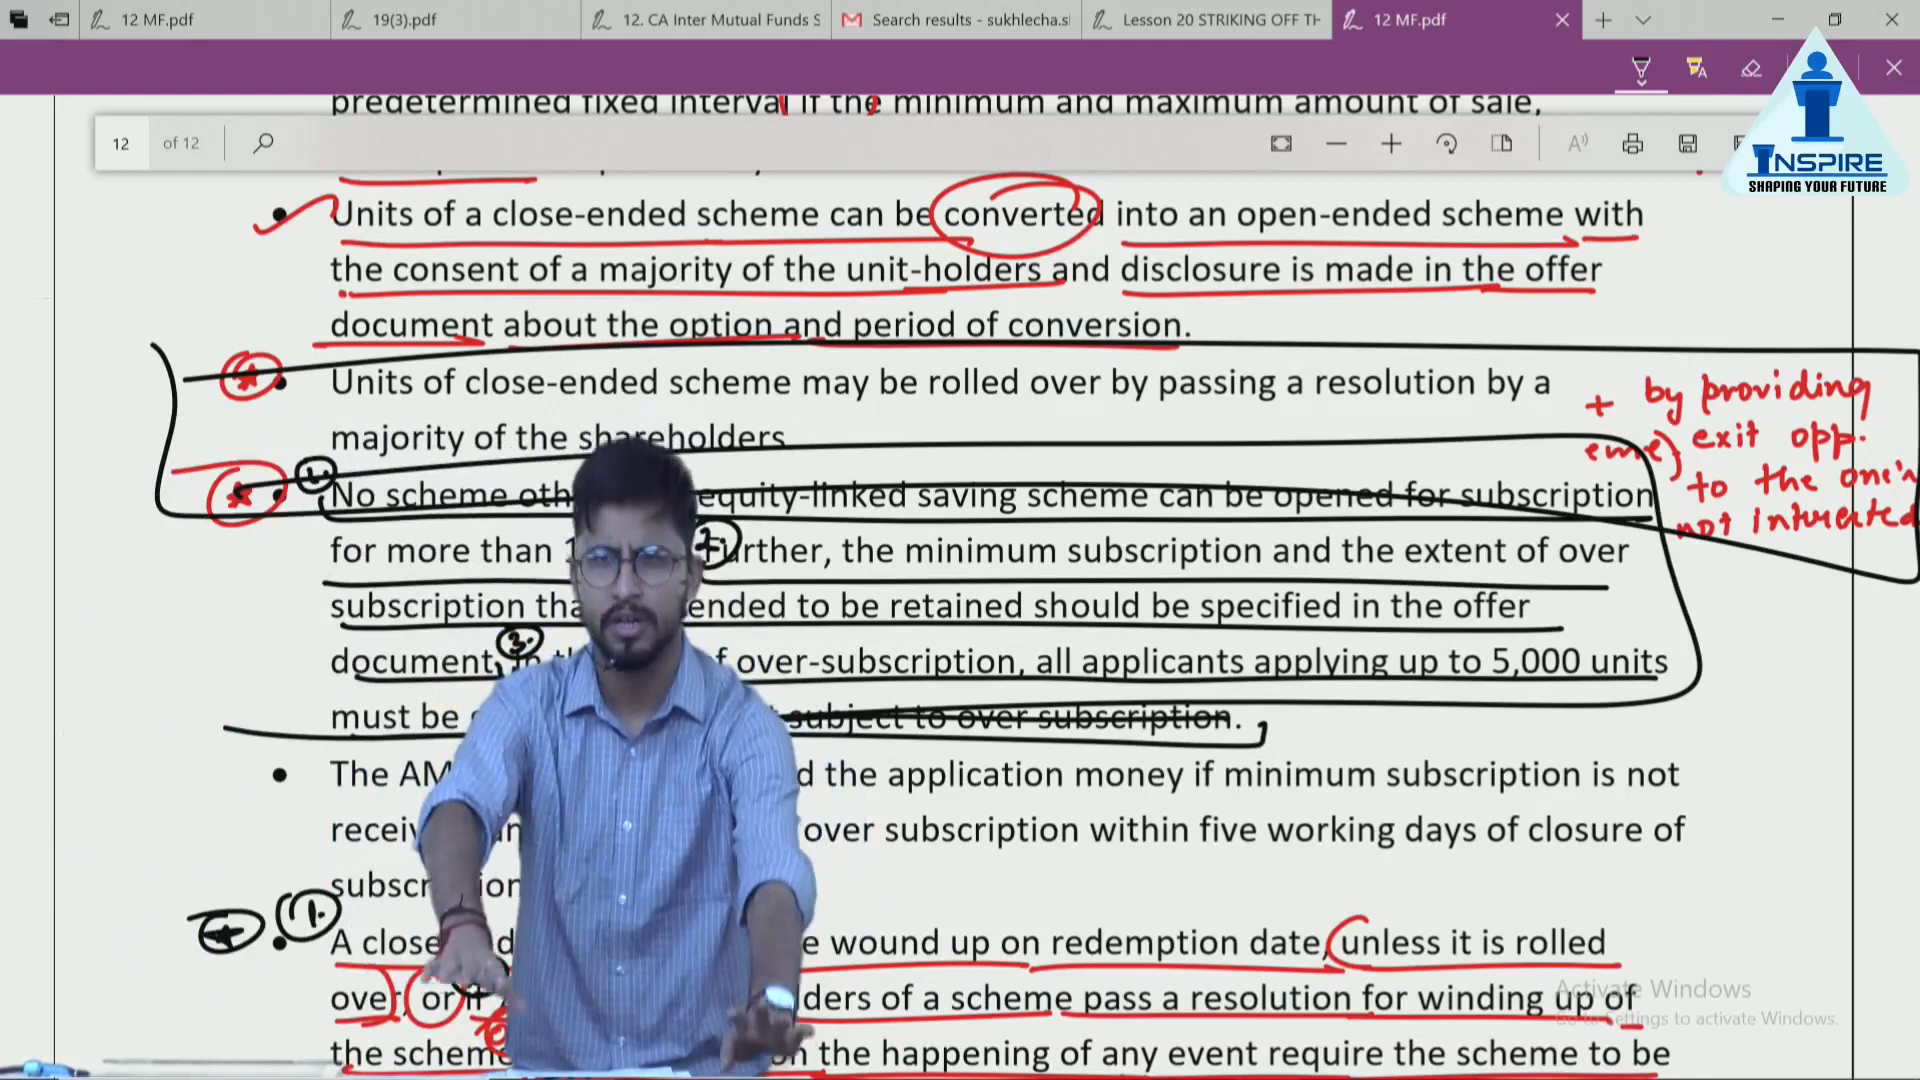 12 MF.pdf
19(3).pdf
12. CA Inter Mutual Funds S
Search results - sukhlecha.sl
Lesson 20 STRIKING OFF TH
12 MF.pdf
predetermined fixed interval if the minimum and maximum amount of sale,
12 of 12
INSPIRE
SHAPING YOUR FUTURE
Units of a close-ended scheme can be converted into an open-ended scheme with
the consent of a majority of the unit-holders and disclosure is made in the offer
document about the option and period of conversion.
Units of close-ended scheme may be rolled over by passing a resolution by a
majority of the shareholders
+ by providing
exit opp.
to the one's
not interested
No scheme oth equity-linked saving scheme can be opened for subscription
for more than 2 Further, the minimum subscription and the extent of over
subscription tha ended to be retained should be specified in the offer
3.
document, In th f over-subscription, all applicants applying up to 5,000 units
must be subject to over subscription.
The AM d the application money if minimum subscription is not
receiv an over subscription within five working days of closure of
subscr ion
1.
A close d e wound up on redemption date, unless it is rolled
over, or if ders of a scheme pass a resolution for winding up of
the scheme on the happening of any event require the scheme to be
Activate Windows
Go to Settings to activate Windows.